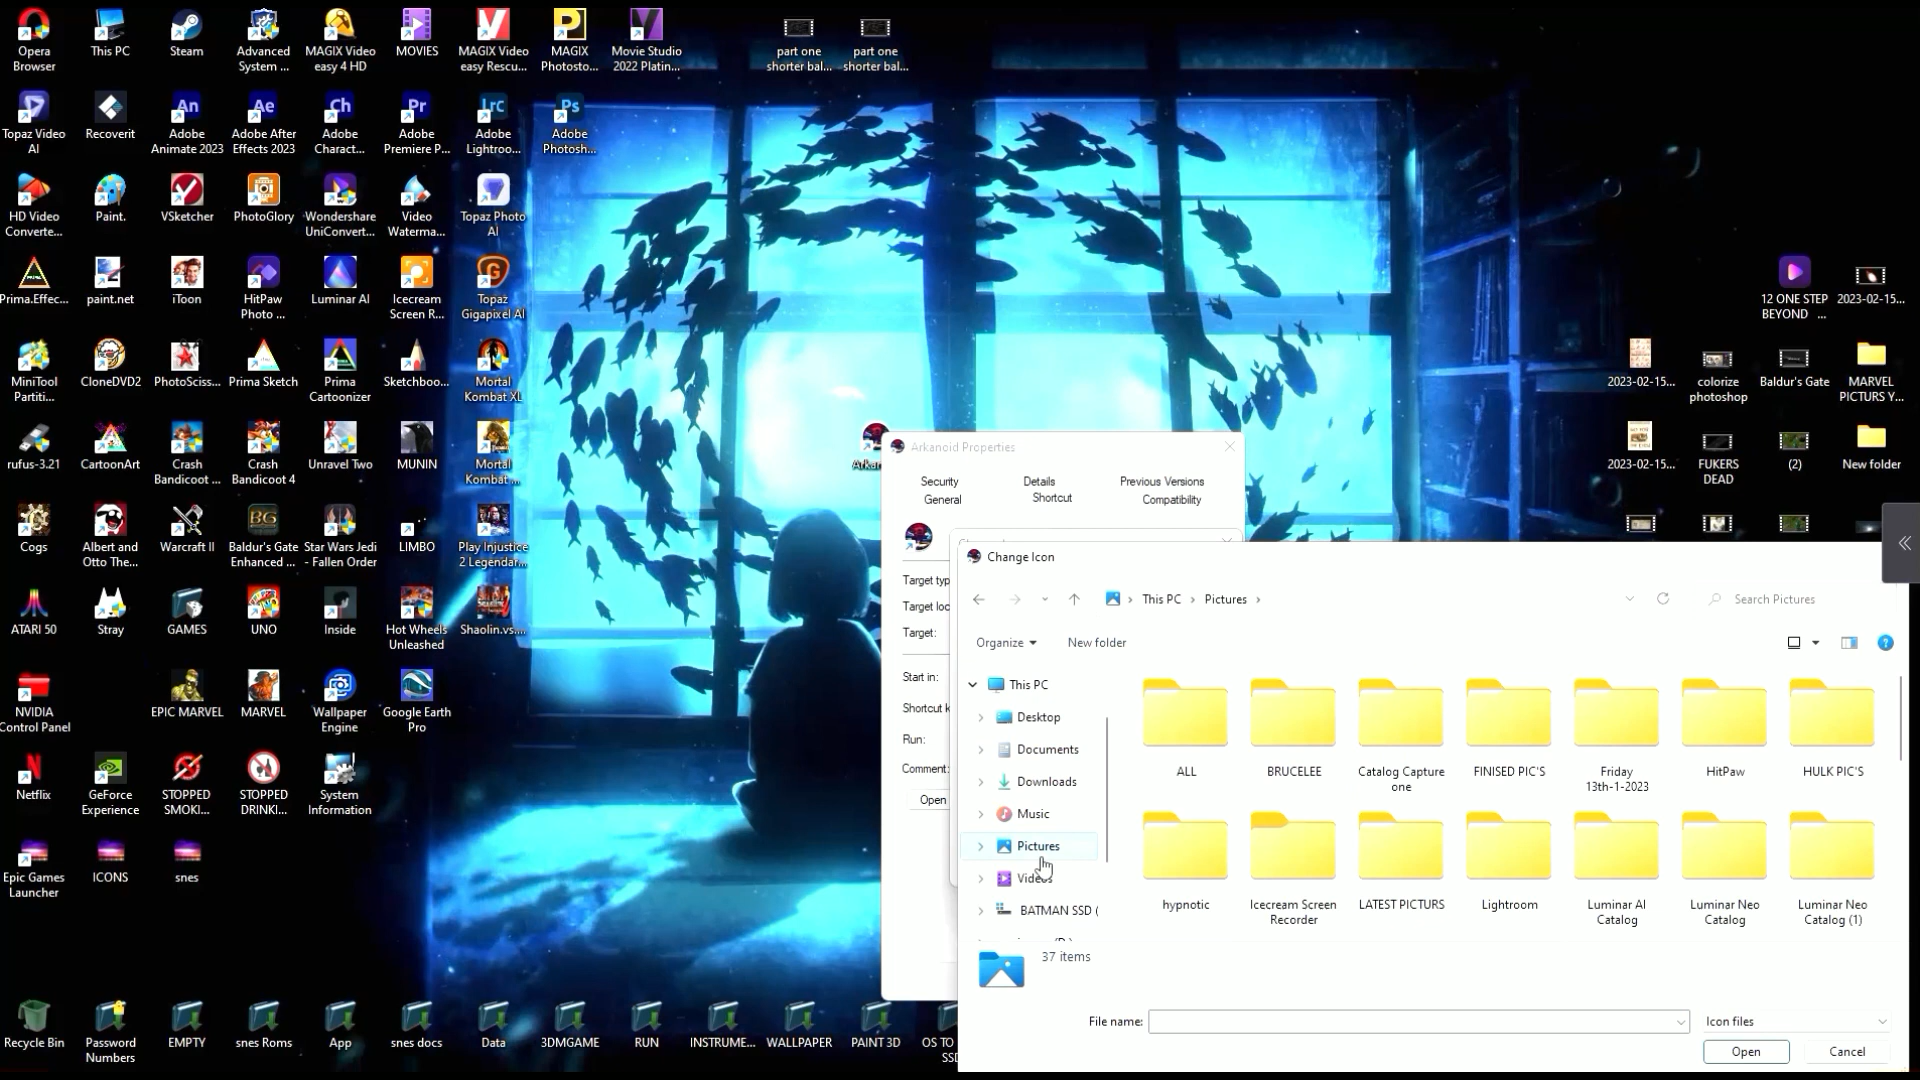 Opera
Browser
This PC
Steam
Advanced
System ...
MAGIX Video
easy 4 HD
MOVIES
MAGIX Video
easy Rescu...
MAGIX
Photosto...
Movie Studio
2022 Platin...
part one
shorter bal...
part one
shorter bal...
Topaz Video
AI
Recoverit
Adobe
Animate 2023
Adobe After
Effects 2023
Adobe
Charact...
Adobe
Premiere P...
Adobe
Lightroo...
Adobe
Photosh...
HD Video
Converte...
Paint.
VSketcher
PhotoGlory
Wondershare
UniConvert...
Video
Waterma...
Topaz Photo
AI
Prima.Effec...
paint.net
iToon
HitPaw
Photo ...
Luminar AI
Icecream
Screen R...
Topaz
Gigapixel AI
12 ONE STEP
BEYOND ...
2023-02-15...
MiniTool
Partiti...
CloneDVD2
PhotoSciss...
Prima Sketch
Prima
Cartoonizer
Sketchboo...
Mortal
Kombat XL
2023-02-15...
colorize
photoshop
Baldur's Gate
MARVEL
PICTURS Y...
rufus-3.21
CartoonArt
Crash
Bandicoot ...
Crash
Bandicoot 4
Unravel Two
MUNIN
Mortal
Kombat ...
2023-02-15...
FUKERS
DEAD
(2)
New folder
Cogs
Albert and
Otto The...
Warcraft II
Baldur's Gate
Enhanced ...
Star Wars Jedi
- Fallen Order
LIMBO
Play Injustice
2 Legendar...
ATARI 50
Stray
GAMES
UNO
Inside
Hot Wheels
Unleashed
Shaolin.vs....
NVIDIA
Control Panel
EPIC MARVEL
MARVEL
Wallpaper
Engine
Google Earth
Pro
Netflix
GeForce
Experience
STOPPED
SMOKI...
STOPPED
DRINKI...
System
Information
Epic Games
Launcher
ICONS
snes
Recycle Bin
Password
Numbers
EMPTY
snes Roms
App
snes docs
Data
3DMGAME
RUN
INSTRUME...
WALLPAPER
PAINT 3D
OS TO
SSD
Arkanoid Properties
Security
Details
Previous Versions
General
Shortcut
Compatibility
Target typ
Target loc
Target:
Start in:
Shortcut k
Run:
Comment:
Open
Change Icon
This PC
Pictures
Search Pictures
Organize
New folder
This PC
Desktop
Documents
Downloads
Music
Pictures
Videos
BATMAN SSD (
ALL
BRUCELEE
Catalog Capture
one
FINISED PIC'S
Friday
13th-1-2023
HitPaw
HULK PIC'S
hypnotic
Icecream Screen
Recorder
LATEST PICTURS
Lightroom
Luminar AI
Catalog
Luminar Neo
Catalog
Luminar Neo
Catalog (1)
37 items
File name:
Icon files
Open
Cancel